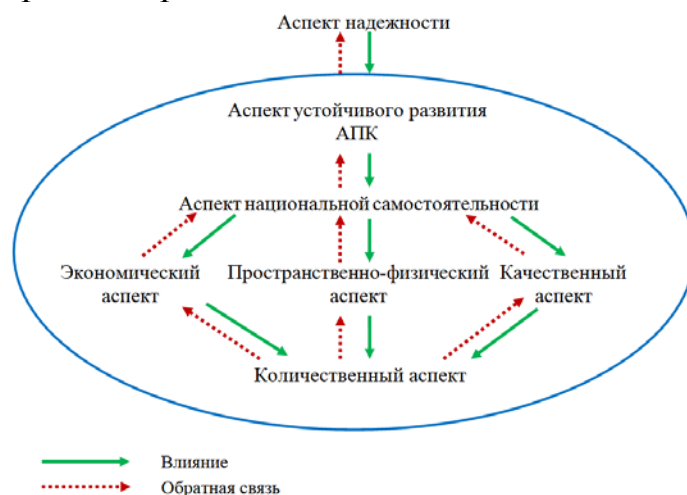 Аспект надежности
Аспект устойчивого развития
АПК
Аспект национальной самостоятельности
Экономический
аспект
Пространственно-физический
аспект
Качественный
аспект
Количественный аспект
Влияние
Обратная связь